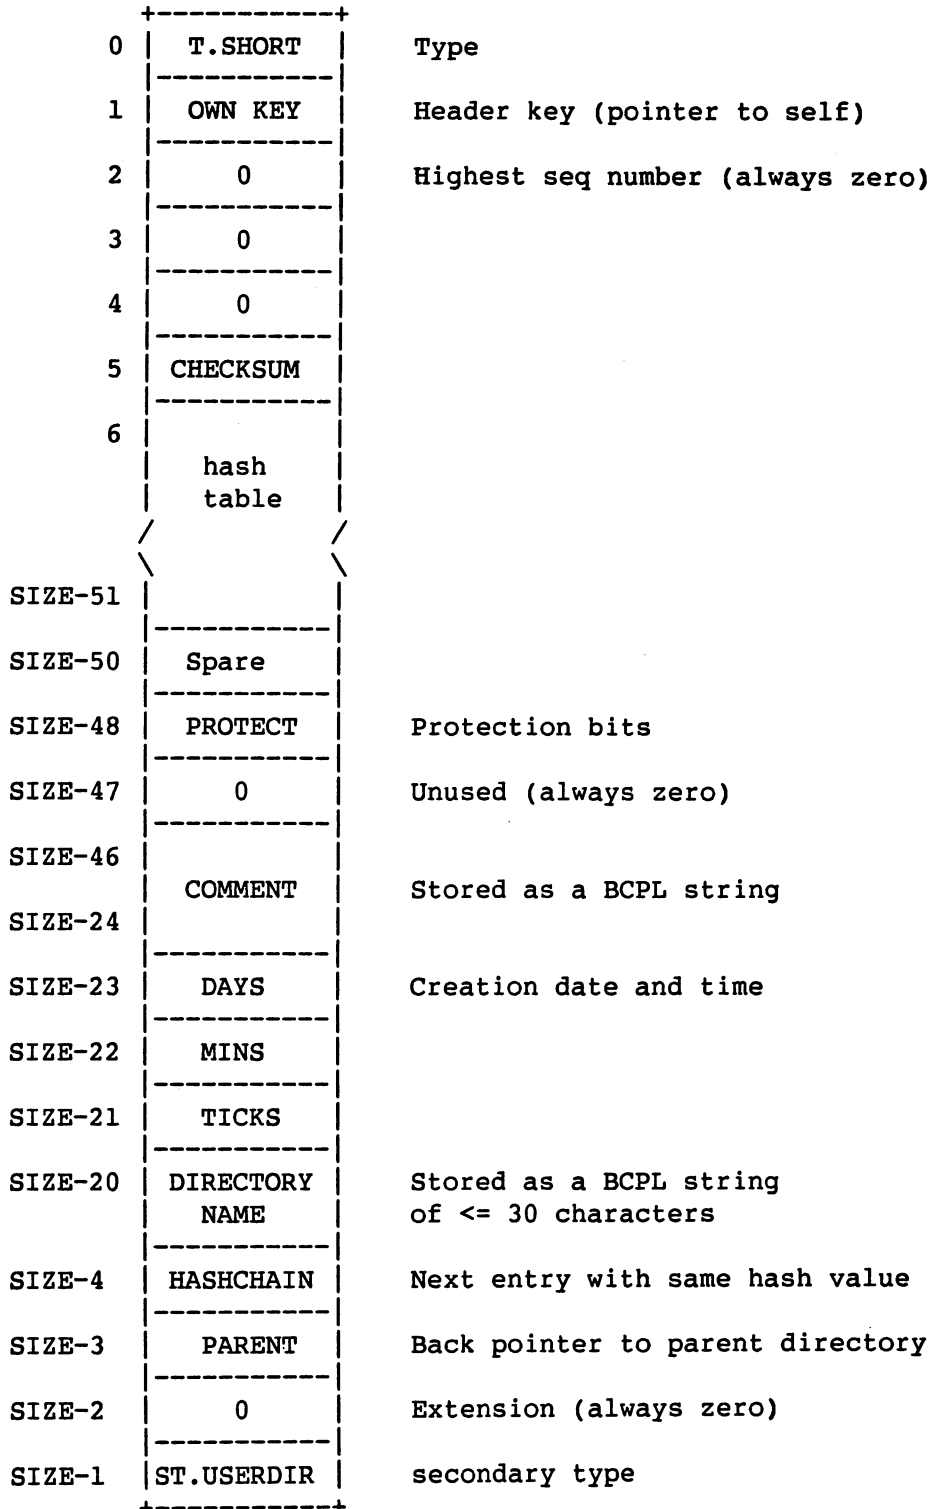 0 T.SHORT Type
1 OWN KEY Header key (pointer to self)
2 0 Highest seq number (always zero)
3 0
4 0
5 CHECKSUM
6
hash
table
SIZE-51
SIZE-50 Spare
SIZE-48 PROTECT Protection bits
SIZE-47 0 Unused (always zero)
SIZE-46
COMMENT Stored as a BCPL string
SIZE-24
SIZE-23 DAYS Creation date and time
SIZE-22 MINS
SIZE-21 TICKS
SIZE-20 DIRECTORY Stored as a BCPL string
NAME of <= 30 characters
SIZE-4 HASHCHAIN Next entry with same hash value
SIZE-3 PARENT Back pointer to parent directory
SIZE-2 0 Extension (always zero)
SIZE-1 ST.USERDIR secondary type